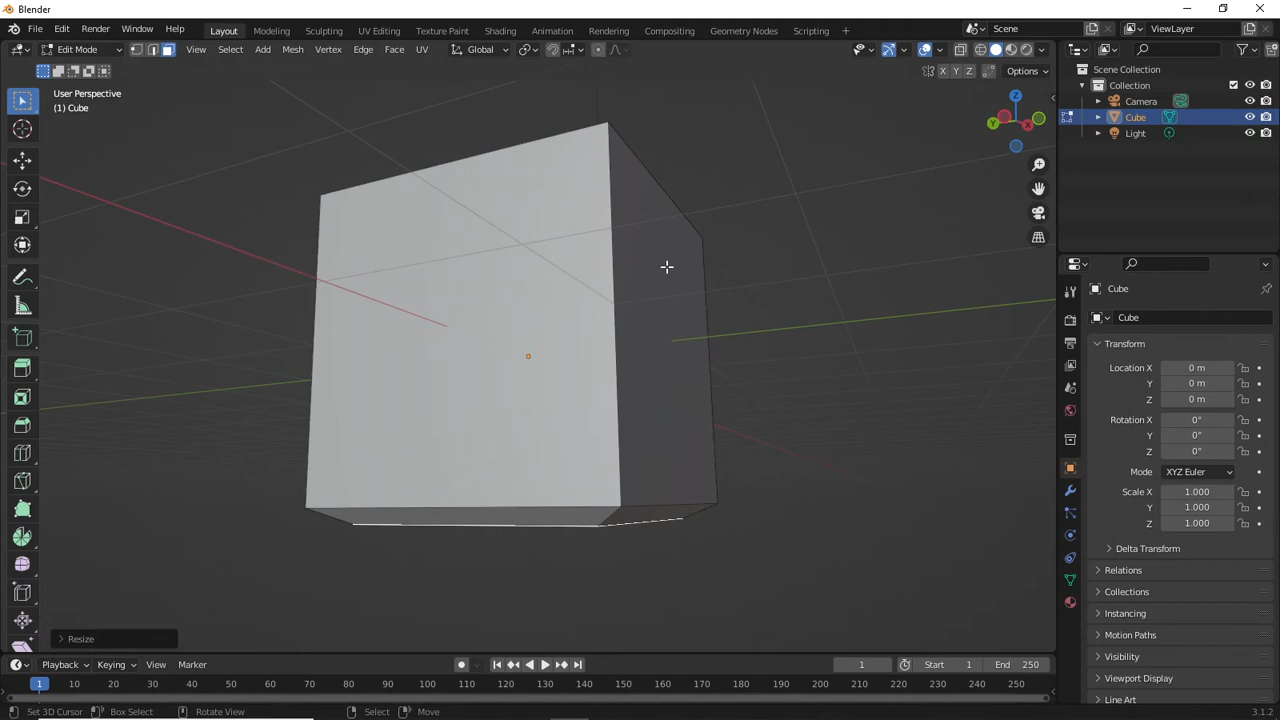 Blender
File Edit Render Window Help
Layout Modeling Sculpting UV Editing Texture Paint Shading Animation Rendering Compositing Geometry Nodes Scripting +
Scene
ViewLayer
Edit Mode View Select Add Mesh Vertex Edge Face UV Global
X Y Z Options
User Perspective
(1) Cube
Z
Y
X
Scene Collection
Collection
Camera
Cube
Light
Cube
Cube
Transform
Location X 0 m
Y 0 m
Z 0 m
Rotation X 0°
Y 0°
Z 0°
Mode XYZ Euler
Scale X 1.000
Y 1.000
Z 1.000
Delta Transform
Relations
Collections
Instancing
Motion Paths
Visibility
Viewport Display
Line Art
Resize
Playback Keying View Marker 1 Start 1 End 250
1 10 20 30 40 50 60 70 80 90 100 110 120 130 140 150 160 170 180 190 200 210 220 230 240 250
Set 3D Cursor Box Select Rotate View Select Move 3.1.2